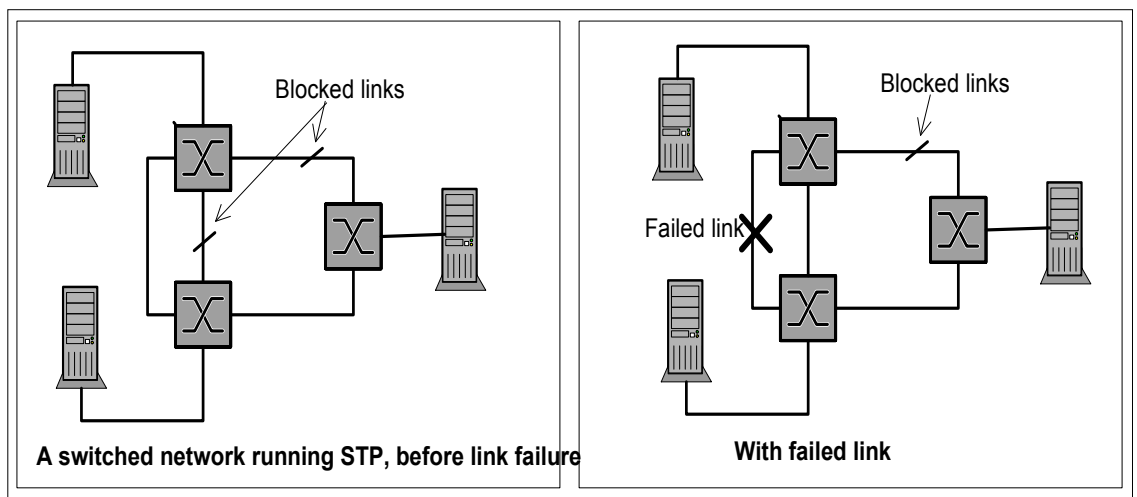 Blocked links
A switched network running STP, before link failure
Blocked links
Failed link
With failed link